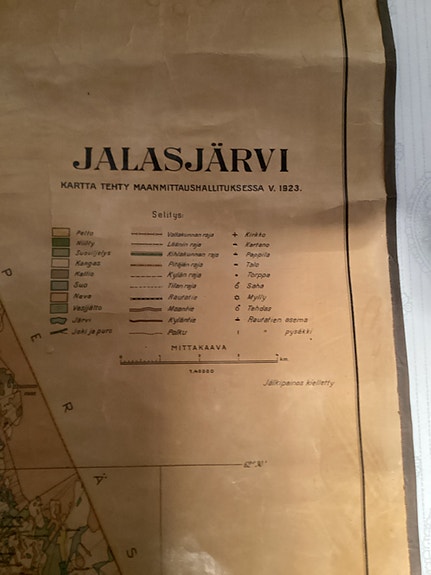 JALASJÄRVI
KARTTA TEHTY MAANMITTAUSHALLITUKSESSA V. 1923.
Selitys:
Pelto
Niitty
Suoviljelys
Kangas
Kallio
Suo
Neva
Vesijättö
Järvi
Joki ja puro
Valtakunnan raja
Läänin raja
Kihlakunnan raja
Pitäjän raja
Kylän raja
Tilan raja
Rautatie
Maantie
Kylätie
Polku
Kirkko
Kartano
Pappila
Talo
Torppa
Saha
Mylly
Tehdas
Rautatien asema
" " pysäkki
MITTAKAAVA
km.
Jälkipainos kielletty
P
E
R
Ä
S